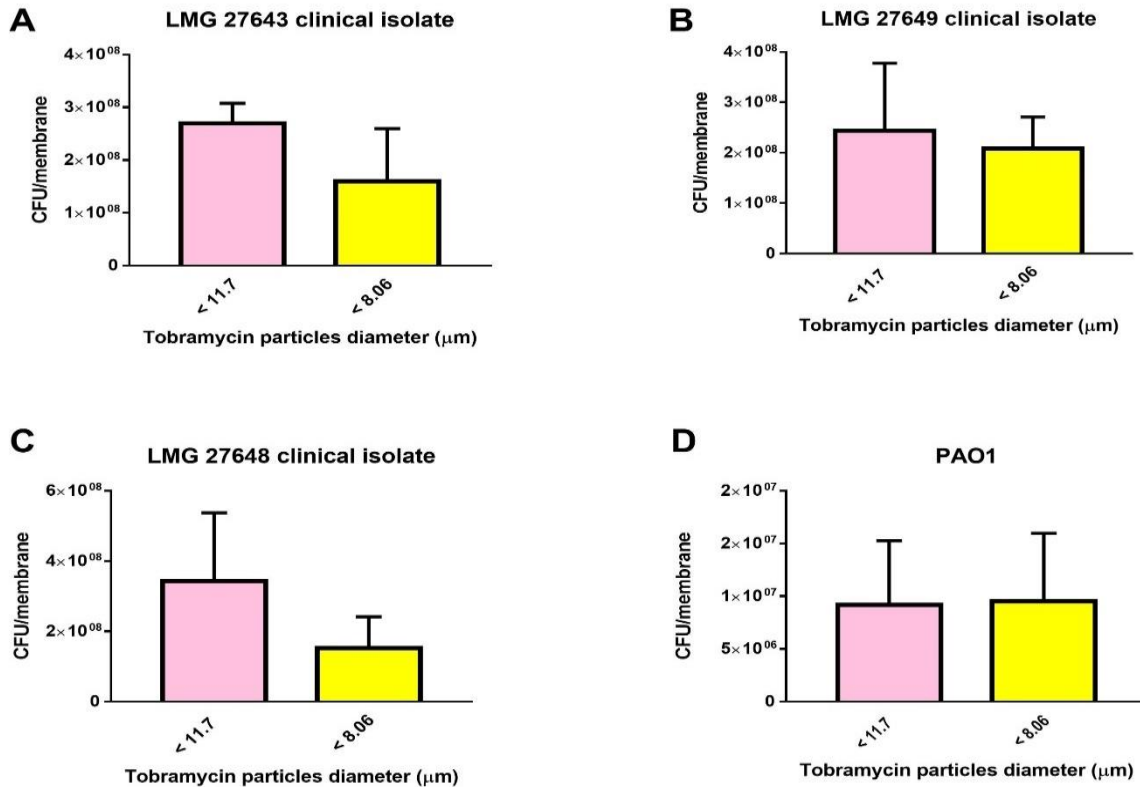 A
LMG 27643 clinical isolate
CFU/membrane
4×10⁰⁸
3×10⁰⁸
2×10⁰⁸
1×10⁰⁸
0
< 11.7
< 8.06
Tobramycin particles diameter (μm)
B
LMG 27649 clinical isolate
CFU/membrane
4×10⁰⁸
3×10⁰⁸
2×10⁰⁸
1×10⁰⁸
0
< 11.7
< 8.06
Tobramycin particles diameter (μm)
C
LMG 27648 clinical isolate
CFU/membrane
6×10⁰⁸
4×10⁰⁸
2×10⁰⁸
0
< 11.7
< 8.06
Tobramycin particles diameter (μm)
D
PAO1
CFU/membrane
2×10⁰⁷
2×10⁰⁷
1×10⁰⁷
5×10⁰⁶
0
< 11.7
< 8.06
Tobramycin particles diameter (μm)